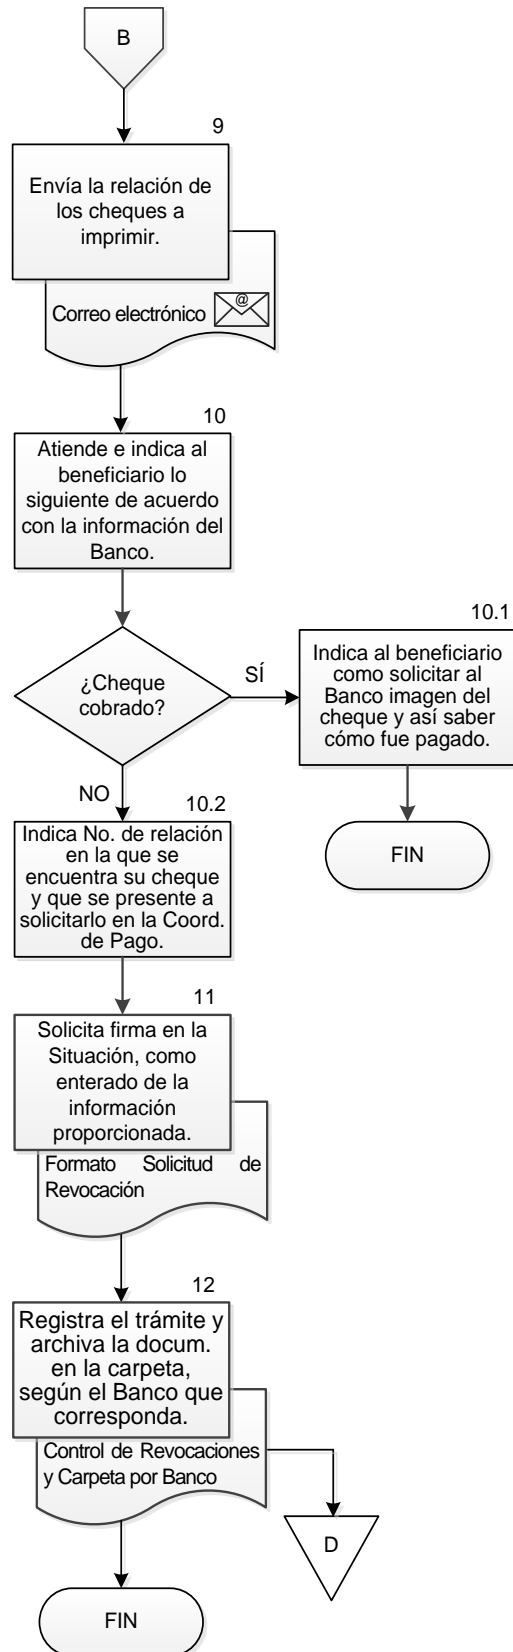 B
9
Envía la relación de
los cheques a
imprimir.
Correo electrónico
@
10
Atiende e indica al
beneficiario lo
siguiente de acuerdo
con la información del
Banco.
¿Cheque
cobrado?
SÍ
10.1
Indica al beneficiario
como solicitar al
Banco imagen del
cheque y así saber
cómo fue pagado.
FIN
NO
10.2
Indica No. de relación
en la que se
encuentra su cheque
y que se presente a
solicitarlo en la Coord.
de Pago.
11
Solicita firma en la
Situación, como
enterado de la
información
proporcionada.
Formato Solicitud de
Revocación
12
Registra el trámite y
archiva la docum.
en la carpeta,
según el Banco que
corresponda.
Control de Revocaciones
y Carpeta por Banco
D
FIN